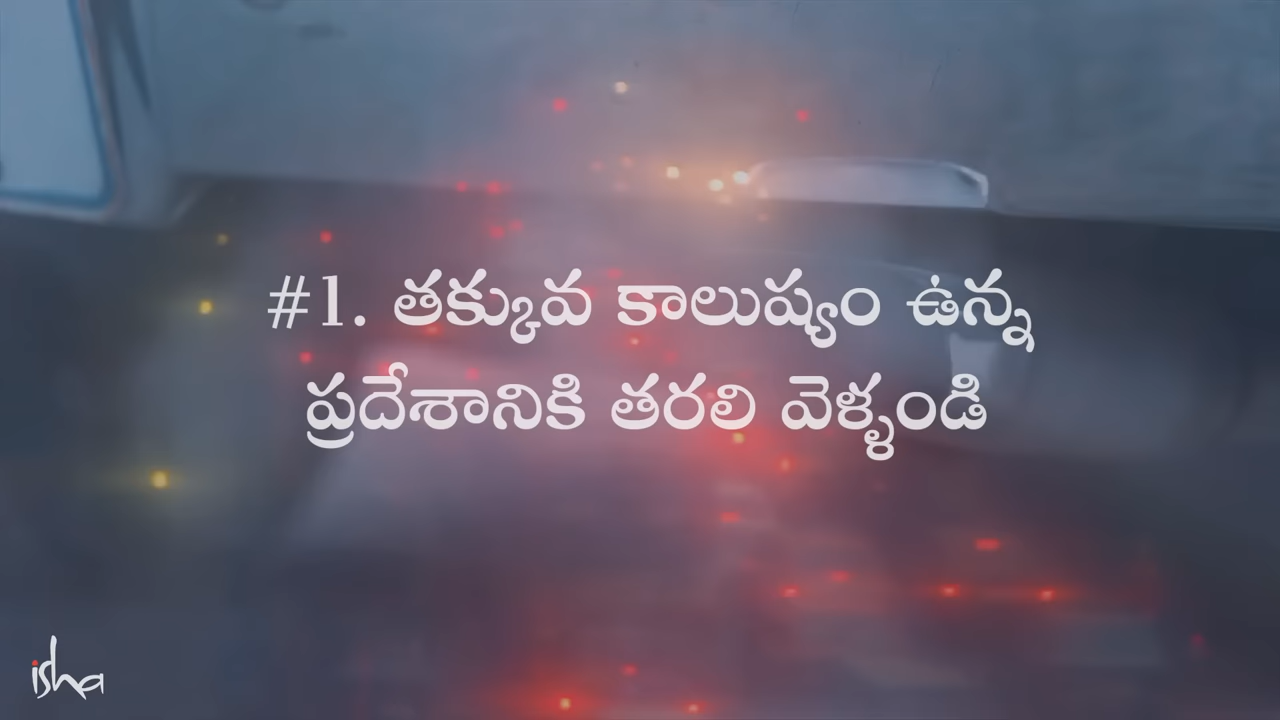 #1. తక్కువ కాలుష్యం ఉన్న
ప్రదేశానికి తరలి వెళ్ళండి
isha